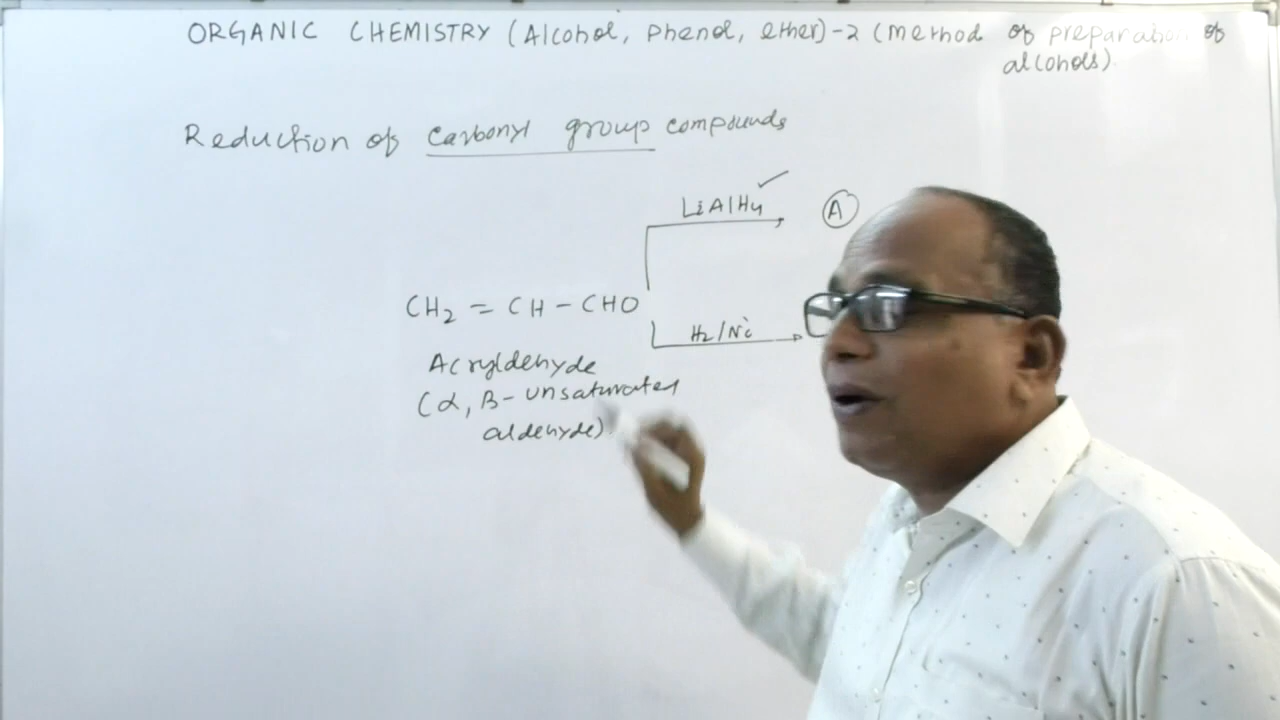 ORGANIC CHEMISTRY (Alcohol, Phenol, ether)-2 (method of preparation of
alcohols)
Reduction of carbonyl group compounds
LiAlH4 ✓
A
CH2 = CH - CHO
H2/Ni
Acryldehyde
(α, β- unsaturated
aldehyde).